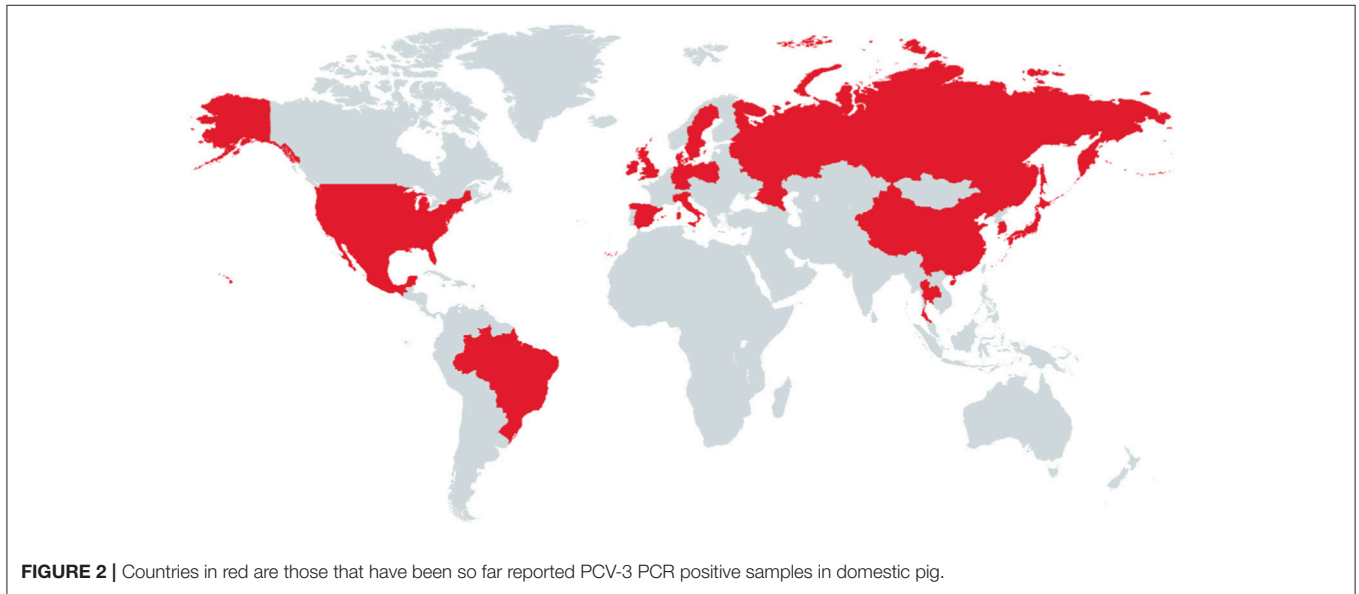 FIGURE 2 | Countries in red are those that have been so far reported PCV-3 PCR positive samples in domestic pig.